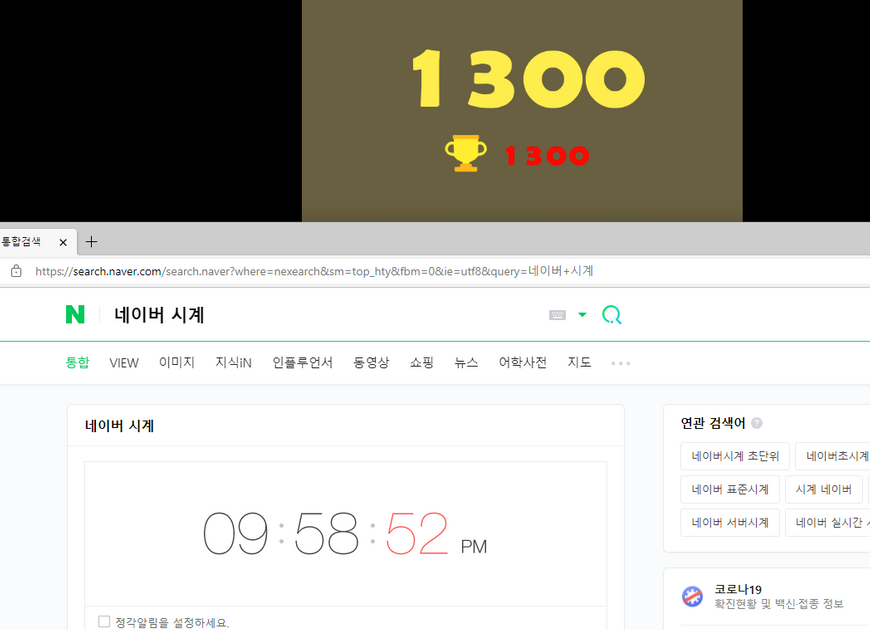 1300
1300
통합검색
https://search.naver.com/search.naver?where=nexearch&sm=top_hty&fbm=0&ie=utf8&query=네이버+시계
N 네이버 시계
통합 VIEW 이미지 지식iN 인플루언서 동영상 쇼핑 뉴스 어학사전 지도
네이버 시계
09:58:52 PM
정각알림을 설정하세요.
연관 검색어 ?
네이버시계 초단위 네이버초시계
네이버 표준시계 시계 네이버
네이버 서버시계 네이버 실시간
코로나19
확진현황 및 백신·접종 정보